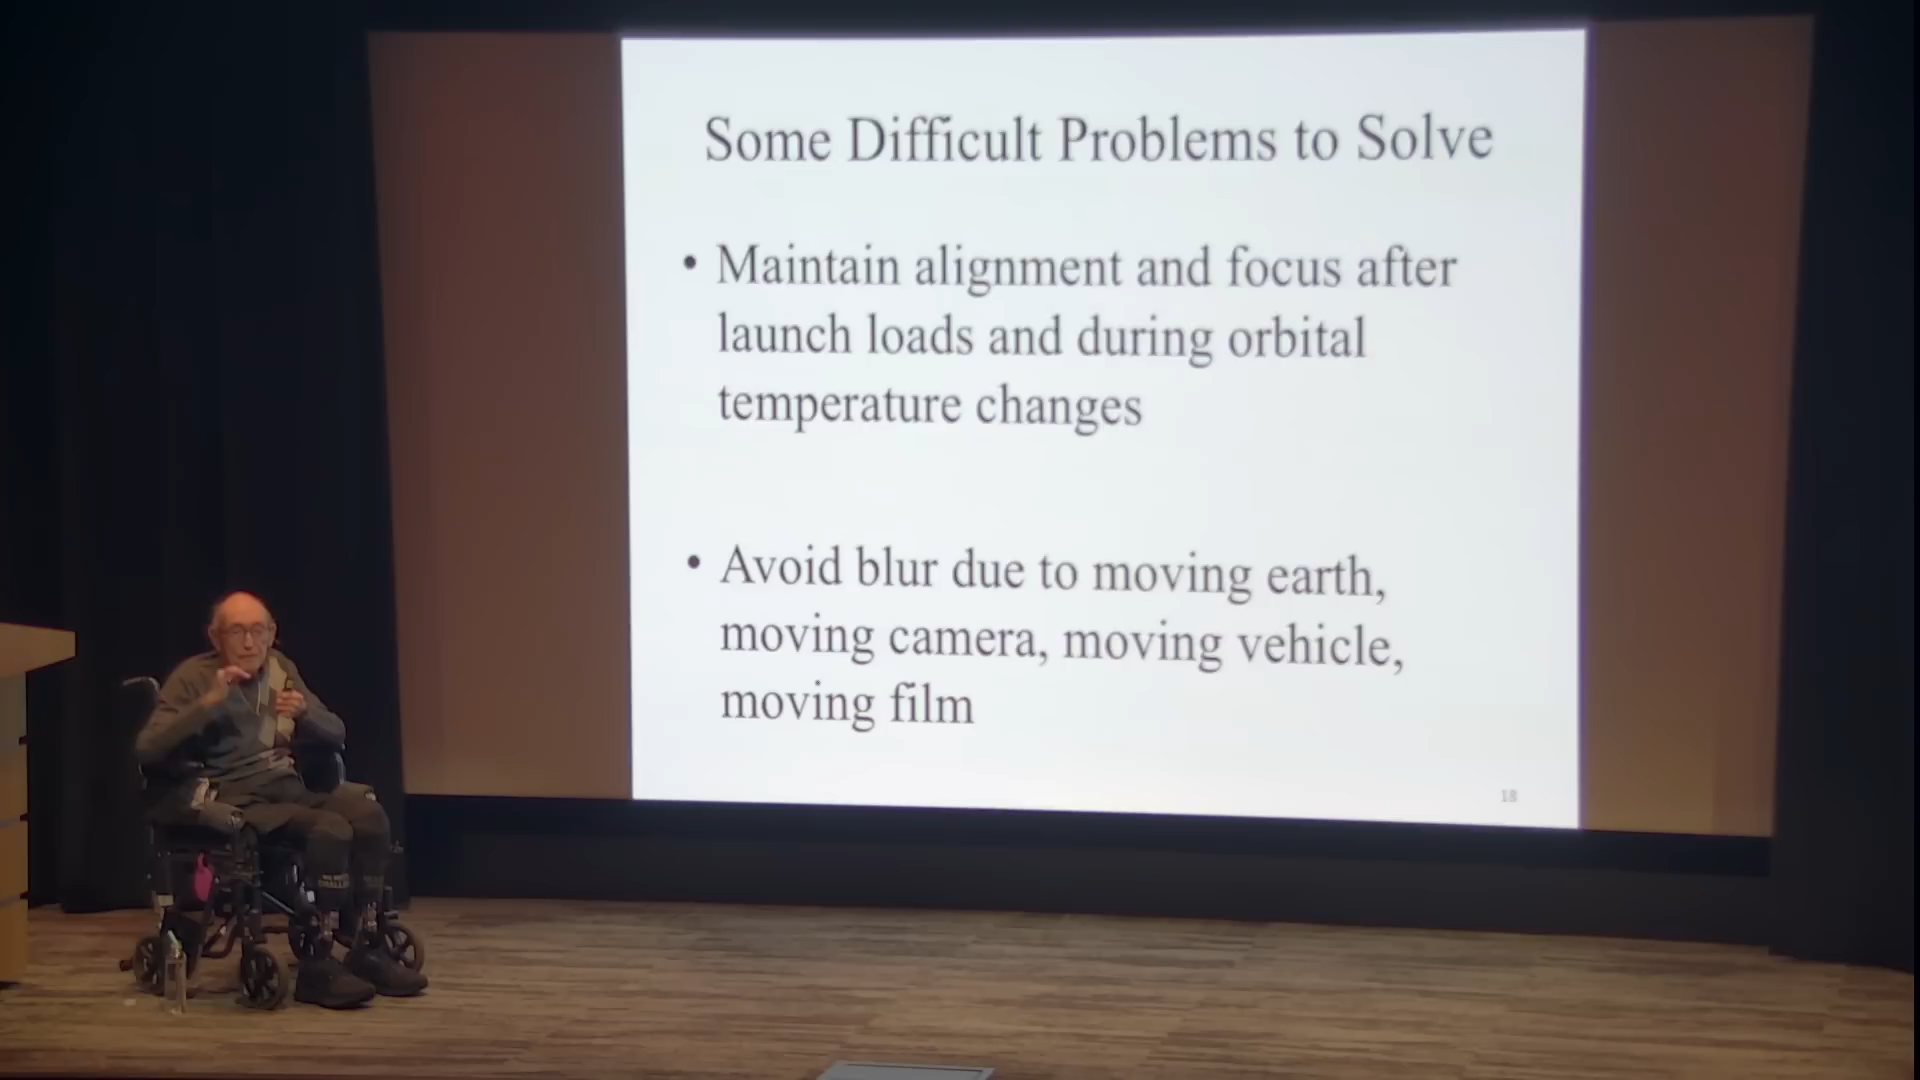 Some Difficult Problems to Solve
• Maintain alignment and focus after
launch loads and during orbital
temperature changes
• Avoid blur due to moving earth,
moving camera, moving vehicle,
moving film
18